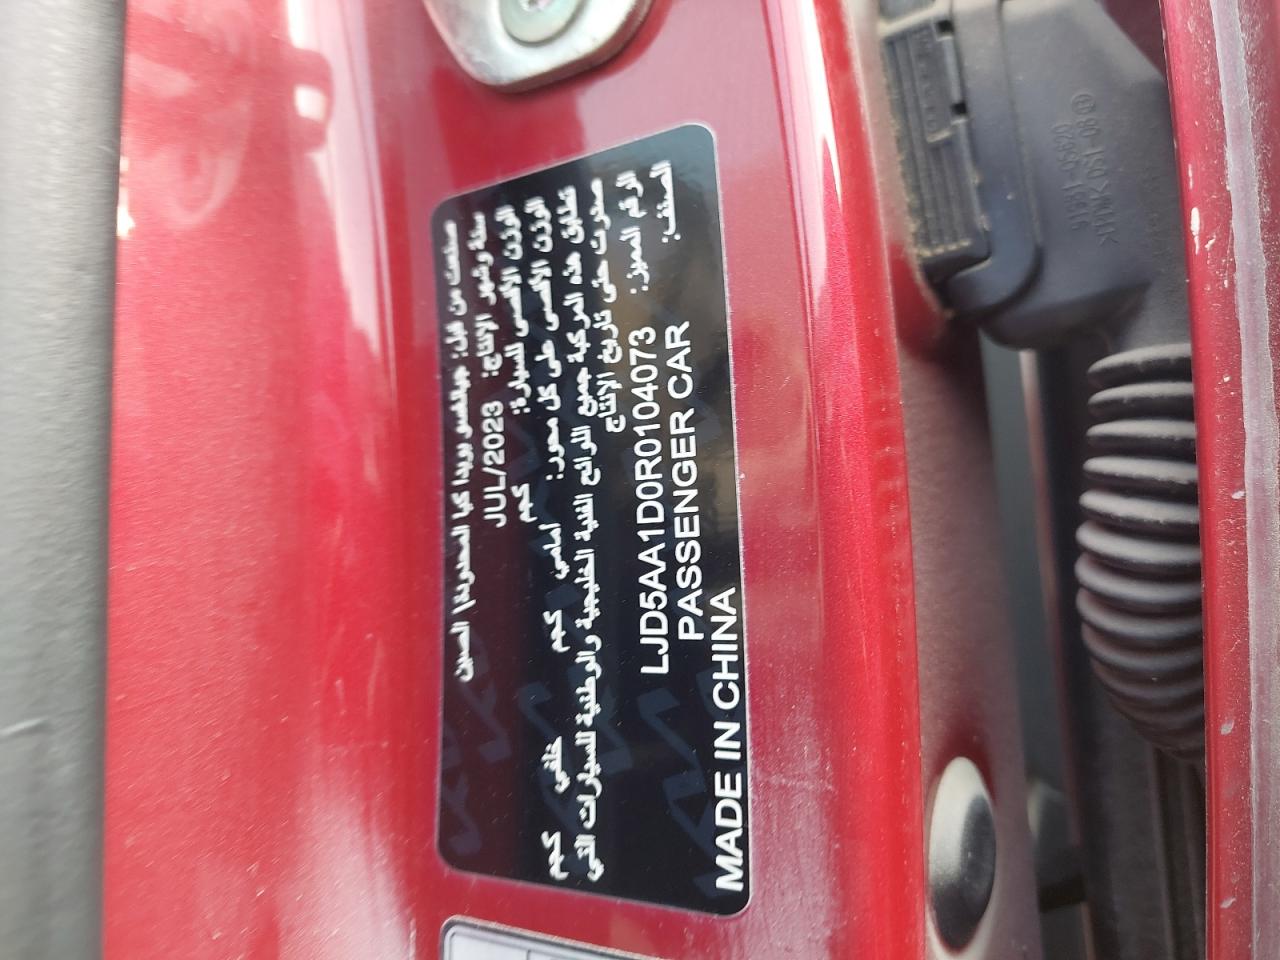 صنعت من قبل: جيانغسو يويدا كيا المحدودة\ الصين
سنة وشهر الإنتاج: JUL/2023
الوزن الأقصى للسيارة: كجم
الوزن الأقصى على كل محور: أمامي كجم خلفي كجم
تطابق هذه المركبة جميع اللوائح الفنية الخليجية والوطنية للسيارات التي
صدرت حتى تاريخ الإنتاج
الرقم المميز: LJD5AA1D0R0104073
الصنف: PASSENGER CAR
MADE IN CHINA